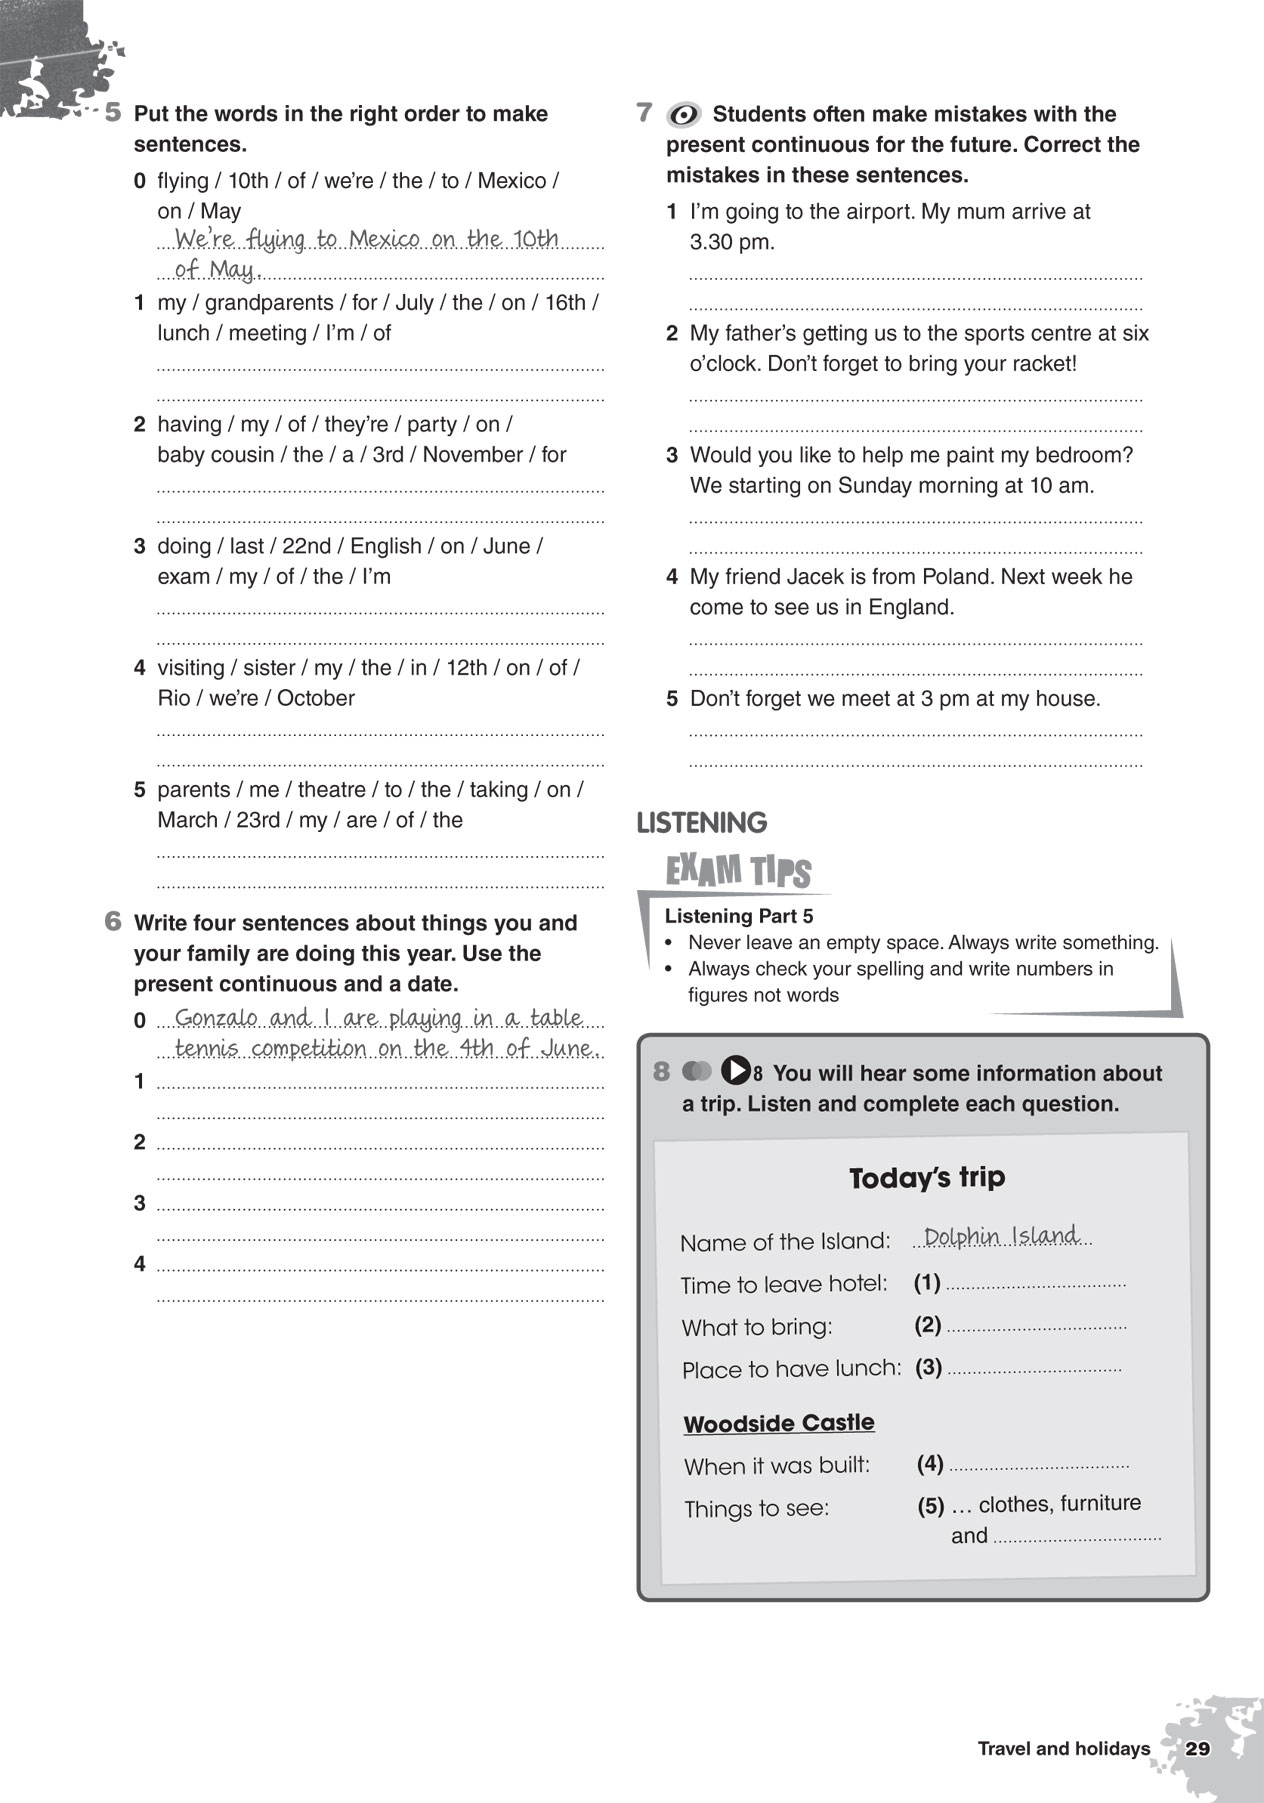 5 Put the words in the right order to make
sentences.
0 flying / 10th / of / we're / the / to / Mexico /
on / May
We're flying to Mexico on the 10th
of May.
1 my / grandparents / for / July / the / on / 16th /
lunch / meeting / I'm / of
2 having / my / of / they're / party / on /
baby cousin / the / a / 3rd / November / for
3 doing / last / 22nd / English / on / June /
exam / my / of / the / I'm
4 visiting / sister / my / the / in / 12th / on / of /
Rio / we're / October
5 parents / me / theatre / to / the / taking / on /
March / 23rd / my / are / of / the
6 Write four sentences about things you and
your family are doing this year. Use the
present continuous and a date.
0 Gonzalo and I are playing in a table
tennis competition on the 4th of June.
1
2
3
4
7 Students often make mistakes with the
present continuous for the future. Correct the
mistakes in these sentences.
1 I'm going to the airport. My mum arrive at
3.30 pm.
2 My father's getting us to the sports centre at six
o'clock. Don't forget to bring your racket!
3 Would you like to help me paint my bedroom?
We starting on Sunday morning at 10 am.
4 My friend Jacek is from Poland. Next week he
come to see us in England.
5 Don't forget we meet at 3 pm at my house.
LISTENING
EXAM TIPS
Listening Part 5
• Never leave an empty space. Always write something.
• Always check your spelling and write numbers in
figures not words
8 8 You will hear some information about
a trip. Listen and complete each question.
Today's trip
Name of the Island: Dolphin Island
Time to leave hotel: (1)
What to bring: (2)
Place to have lunch: (3)
Woodside Castle
When it was built: (4)
Things to see: (5) ... clothes, furniture
and
Travel and holidays 29